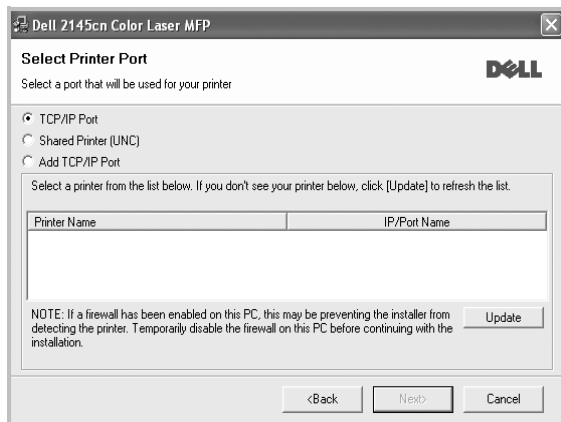 Dell 2145cn Color Laser MFP
Select Printer Port
Select a port that will be used for your printer
DELL
TCP/IP Port
Shared Printer (UNC)
Add TCP/IP Port
Select a printer from the list below. If you don't see your printer below, click [Update] to refresh the list.
Printer Name IP/Port Name
NOTE: If a firewall has been enabled on this PC, this may be preventing the installer from
detecting the printer. Temporarily disable the firewall on this PC before continuing with the
installation.
Update
<Back Next> Cancel